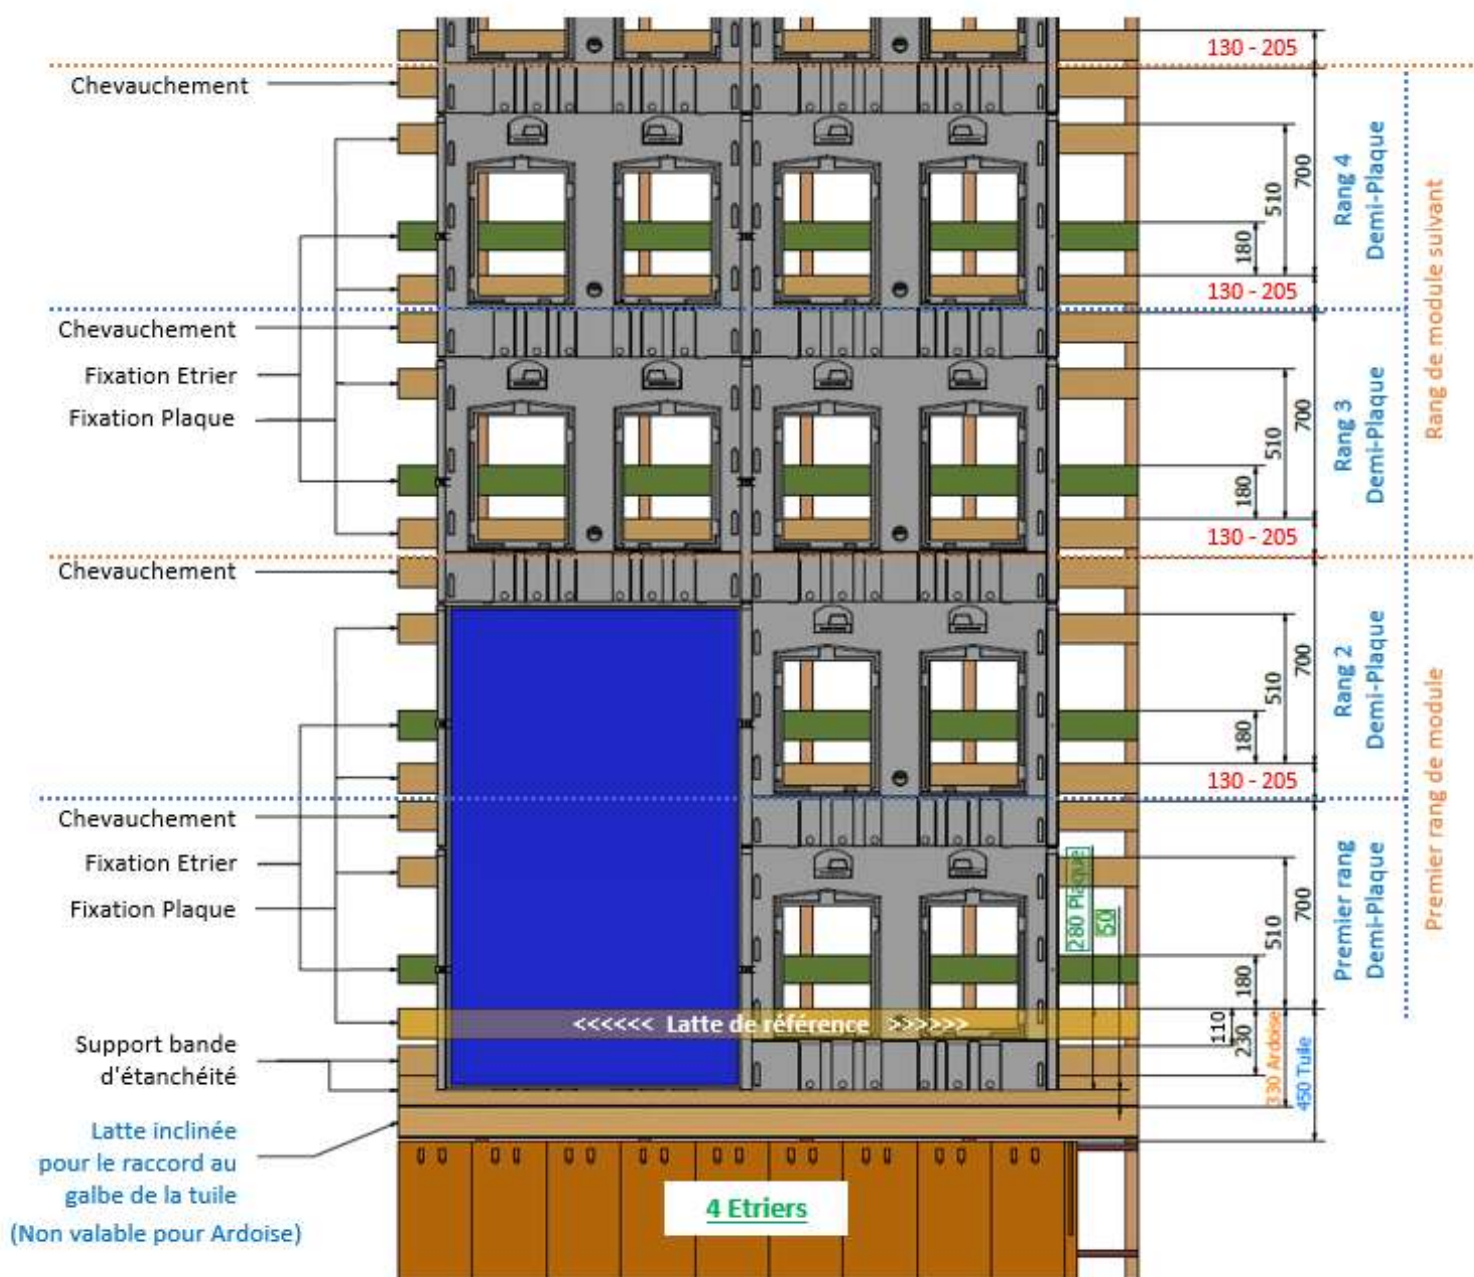 130 - 205
Chevauchement
700
510
180
Rang 4
Demi-Plaque
Rang de module suivant
130 - 205
Chevauchement
Fixation Etrier
Fixation Plaque
700
510
180
Rang 3
Demi-Plaque
130 - 205
Chevauchement
700
510
180
Rang 2
Demi-Plaque
Premier rang de module
130 - 205
Chevauchement
Fixation Etrier
Fixation Plaque
280 Plaque
50
700
510
180
Premier rang
Demi-Plaque
<<<<<< Latte de référence >>>>>>
110
230
330 Ardoise
450 Tuile
Support bande
d'étanchéité
Latte inclinée
pour le raccord au
galbe de la tuile
(Non valable pour Ardoise)
4 Etriers